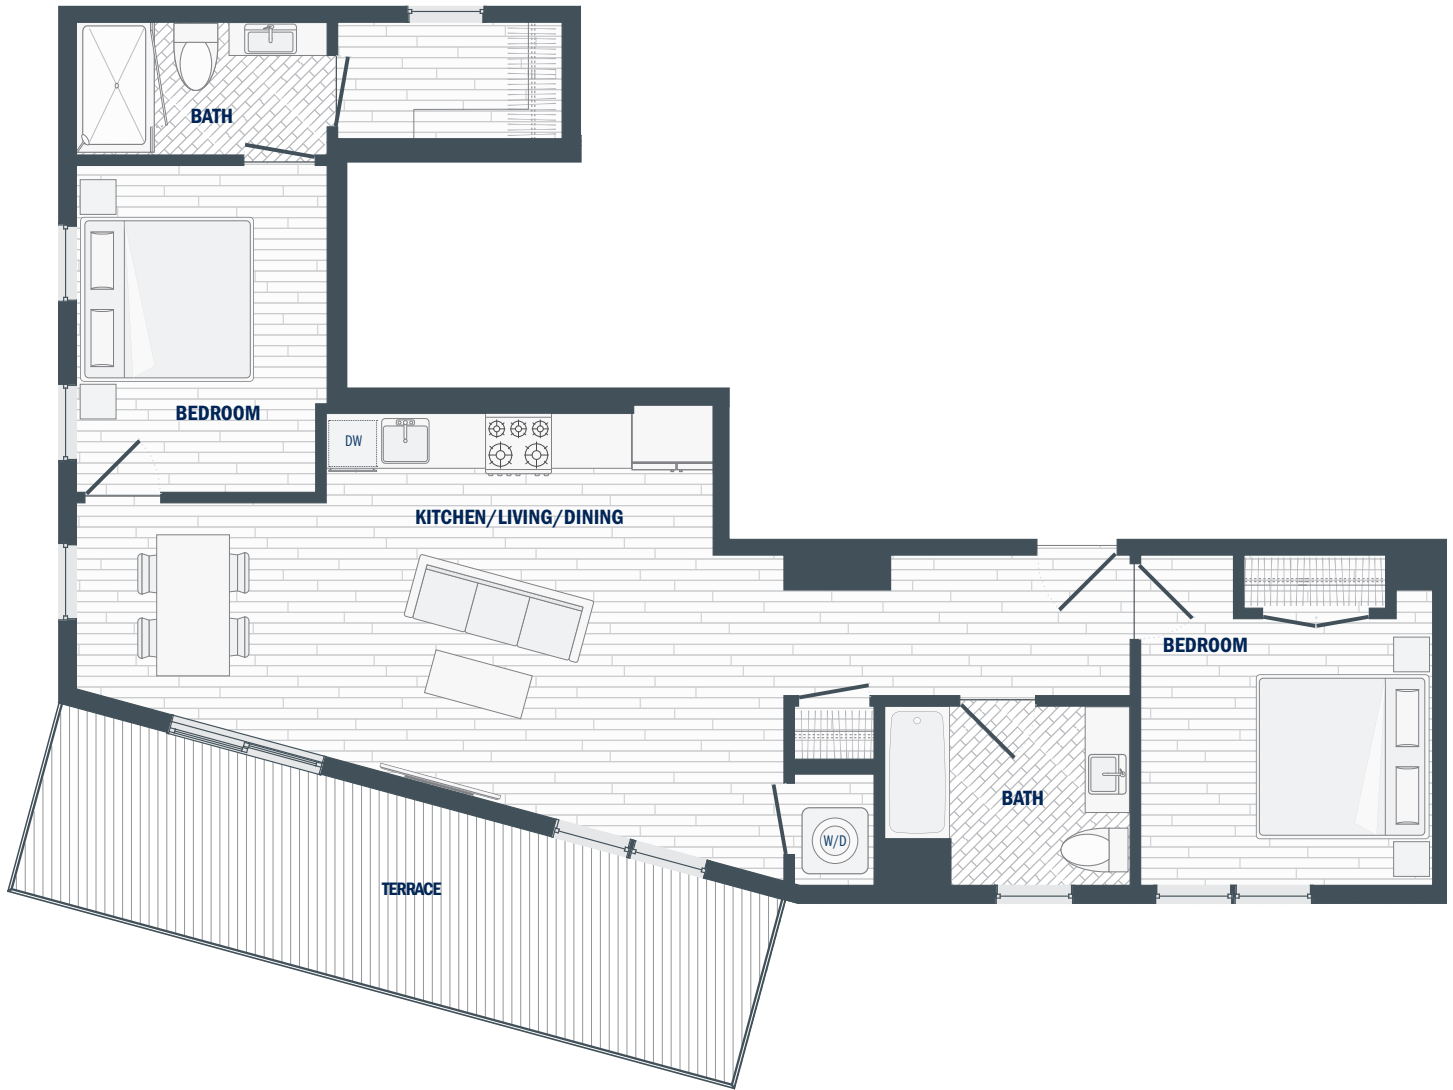 BATH
BEDROOM
DW
KITCHEN/LIVING/DINING
BEDROOM
BATH
W/D
TERRACE